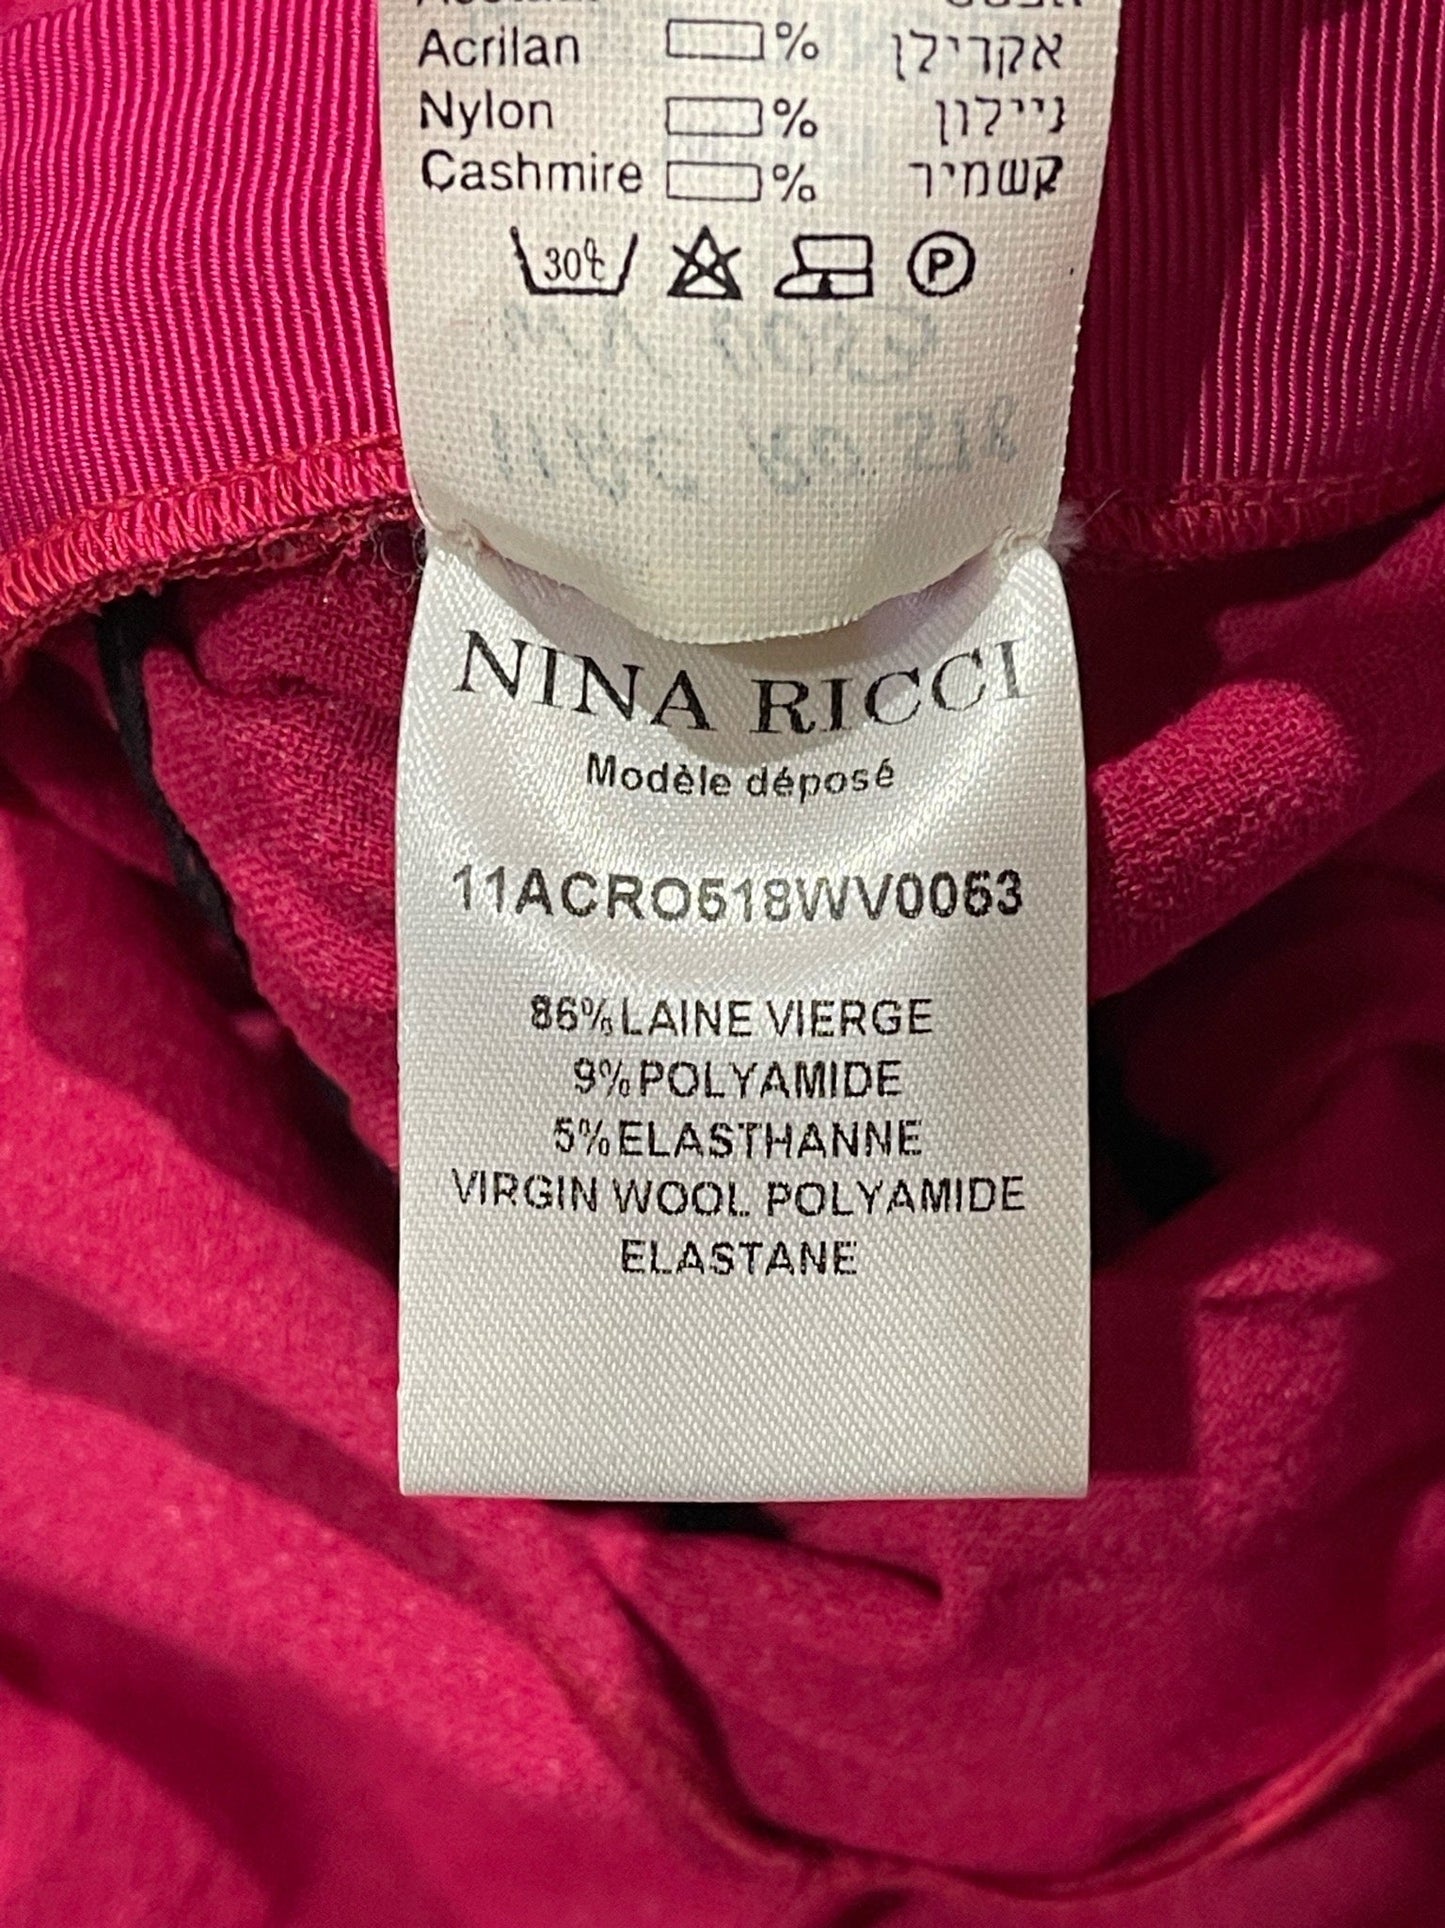 Acrilan % אקרילן
Nylon % ניילון
Cashmire % קשמיר
30°c P
NINA RICCI
Modèle déposé
11ACRO518WV0053
86% LAINE VIERGE
9% POLYAMIDE
5% ELASTHANNE
VIRGIN WOOL POLYAMIDE
ELASTANE